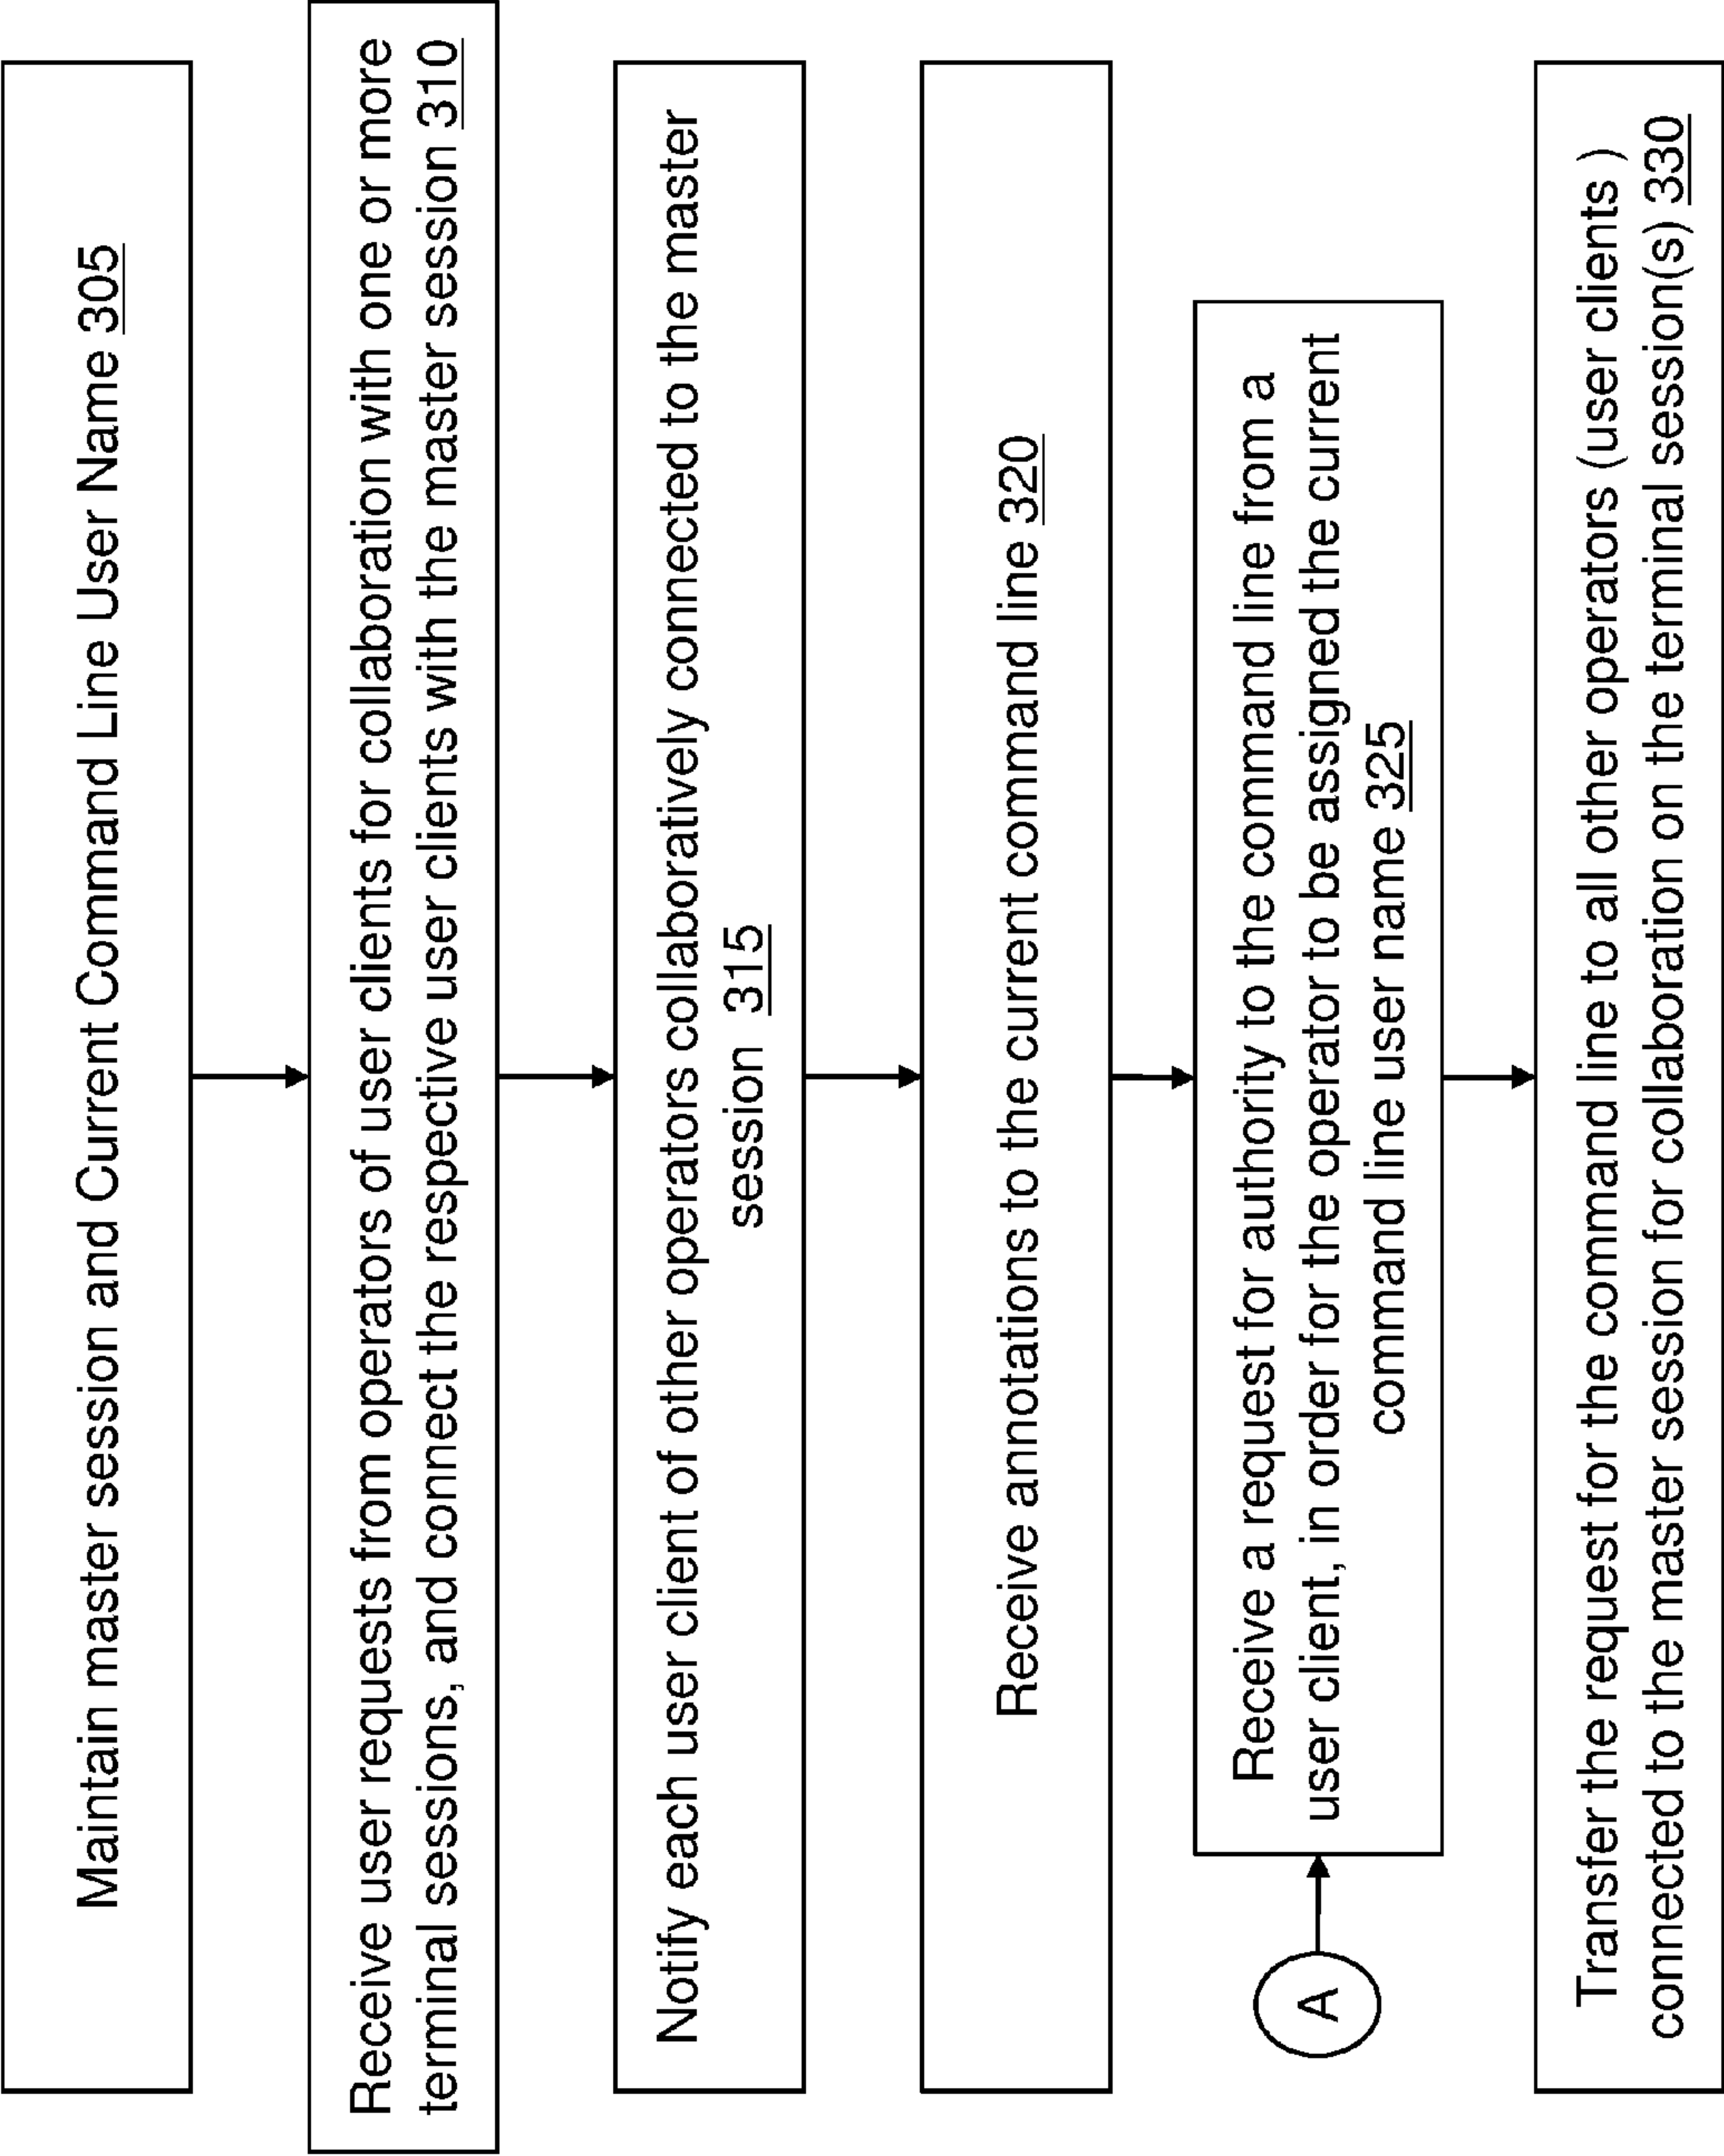 Maintain master session and Current Command Line User Name 305
Receive user requests from operators of user clients for collaboration with one or more
terminal sessions, and connect the respective user clients with the master session 310
Notify each user client of other operators collaboratively connected to the master
session 315
Receive annotations to the current command line 320
Receive a request for authority to the command line from a
user client, in order for the operator to be assigned the current
command line user name 325
A
Transfer the request for the command line to all other operators (user clients )
connected to the master session for collaboration on the terminal session(s) 330